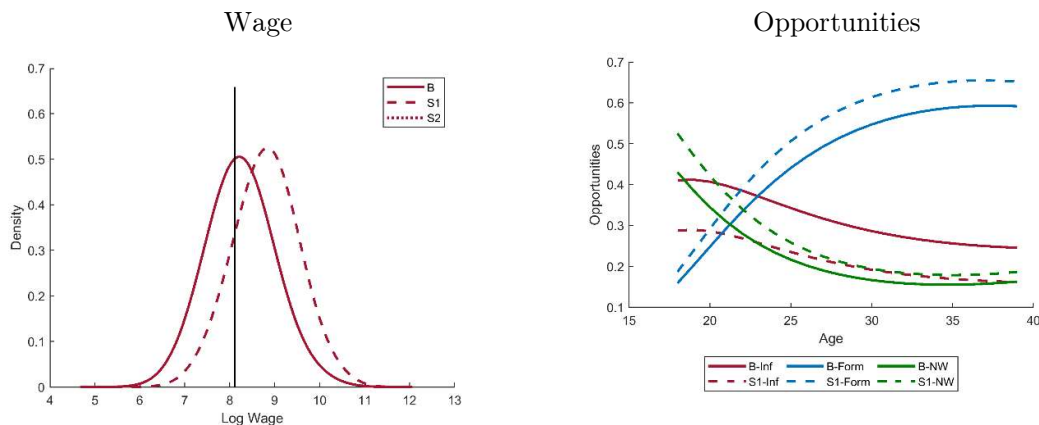 Wage
Density
0.7
0.6
0.5
0.4
0.3
0.2
0.1
0
4 5 6 7 8 9 10 11 12 13
Log Wage
B
S1
S2
Opportunities
Opportunities
0.7
0.6
0.5
0.4
0.3
0.2
0.1
15 20 25 30 35 40
Age
B-Inf B-Form B-NW
S1-Inf S1-Form S1-NW